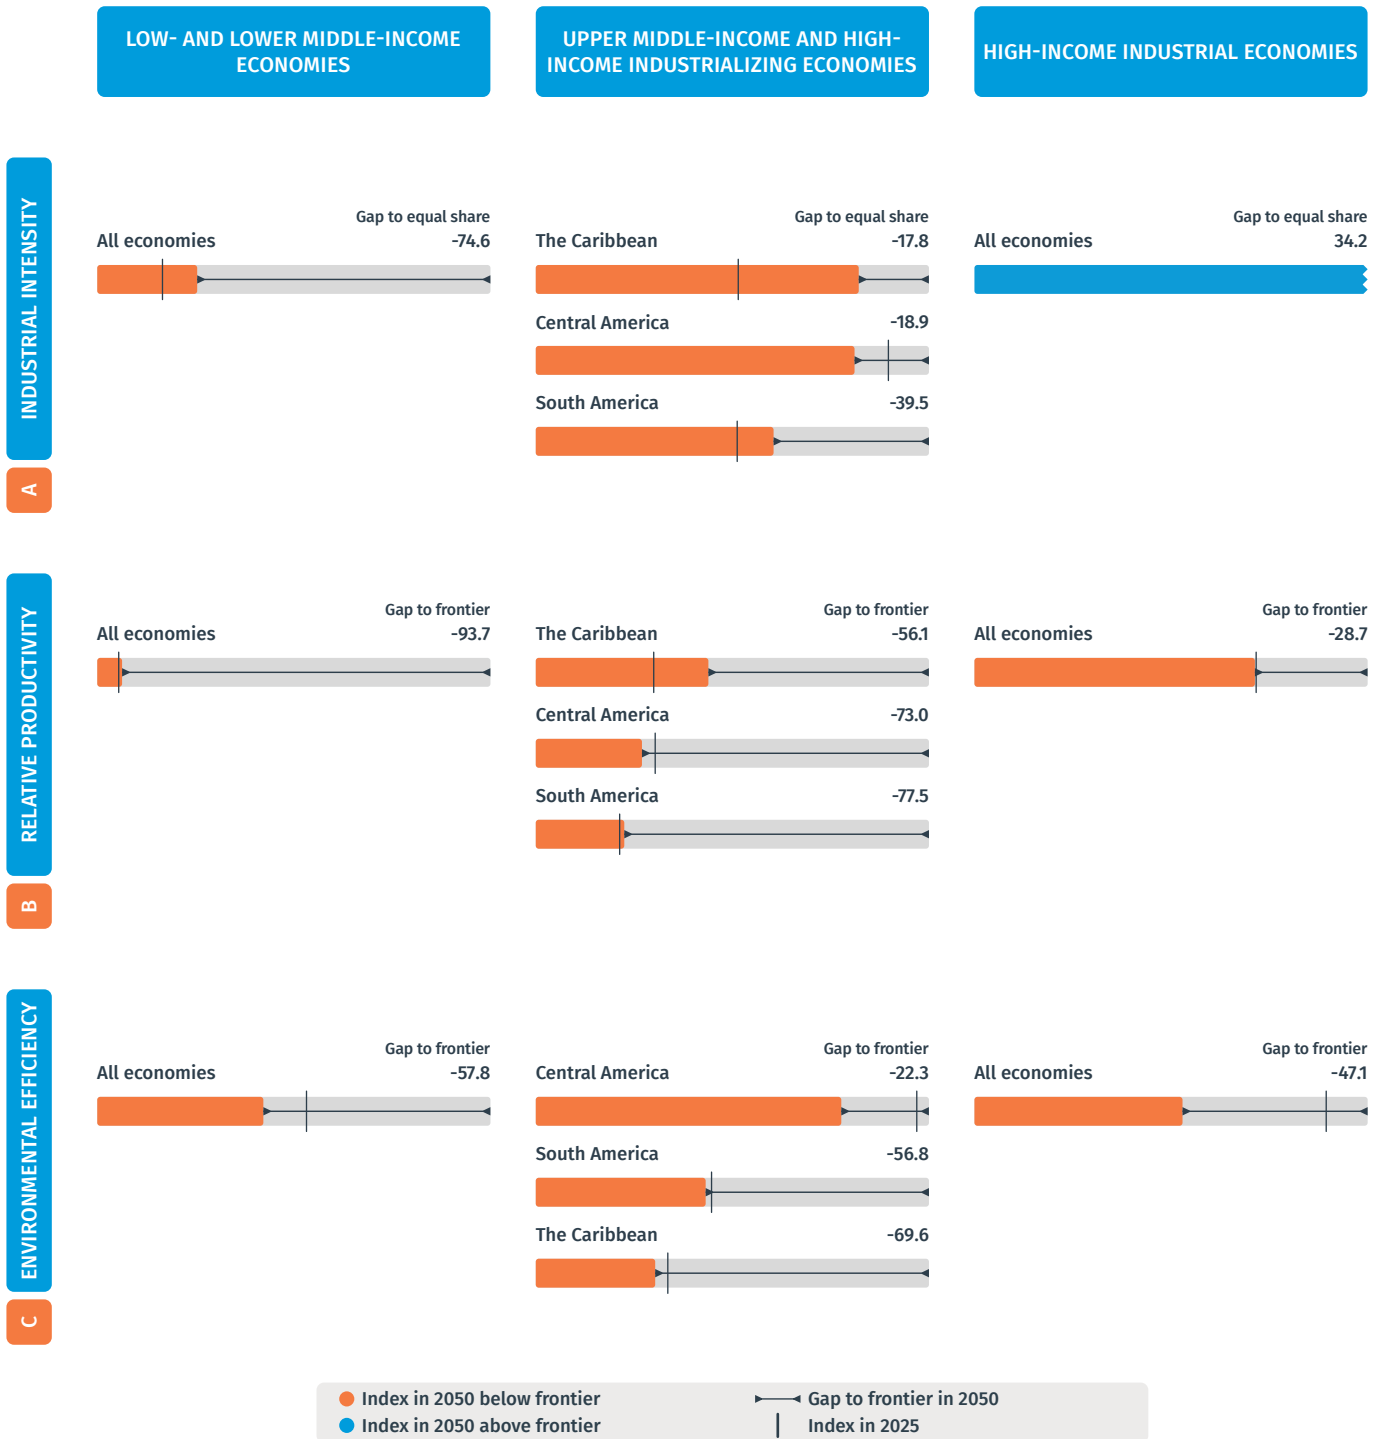 LOW- AND LOWER MIDDLE-INCOME
ECONOMIES
UPPER MIDDLE-INCOME AND HIGH-
INCOME INDUSTRIALIZING ECONOMIES
HIGH-INCOME INDUSTRIAL ECONOMIES
A
INDUSTRIAL INTENSITY
Gap to equal share
All economies
-74.6
Gap to equal share
The Caribbean
-17.8
Central America
-18.9
South America
-39.5
Gap to equal share
All economies
34.2
B
RELATIVE PRODUCTIVITY
Gap to frontier
All economies
-93.7
Gap to frontier
The Caribbean
-56.1
Central America
-73.0
South America
-77.5
Gap to frontier
All economies
-28.7
C
ENVIRONMENTAL EFFICIENCY
Gap to frontier
All economies
-57.8
Gap to frontier
Central America
-22.3
South America
-56.8
The Caribbean
-69.6
Gap to frontier
All economies
-47.1
Index in 2050 below frontier
Index in 2050 above frontier
Gap to frontier in 2050
Index in 2025